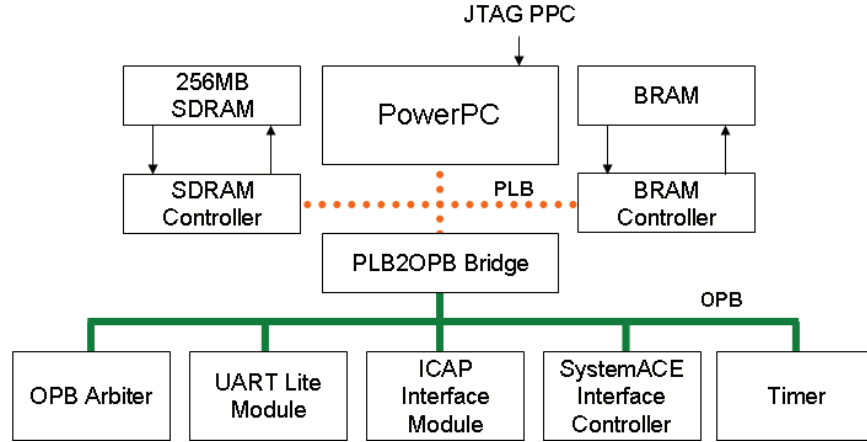 JTAG PPC
256MB
SDRAM
PowerPC
BRAM
SDRAM
Controller
PLB
BRAM
Controller
PLB2OPB Bridge
OPB
OPB Arbiter
UART Lite
Module
ICAP
Interface
Module
SystemACE
Interface
Controller
Timer